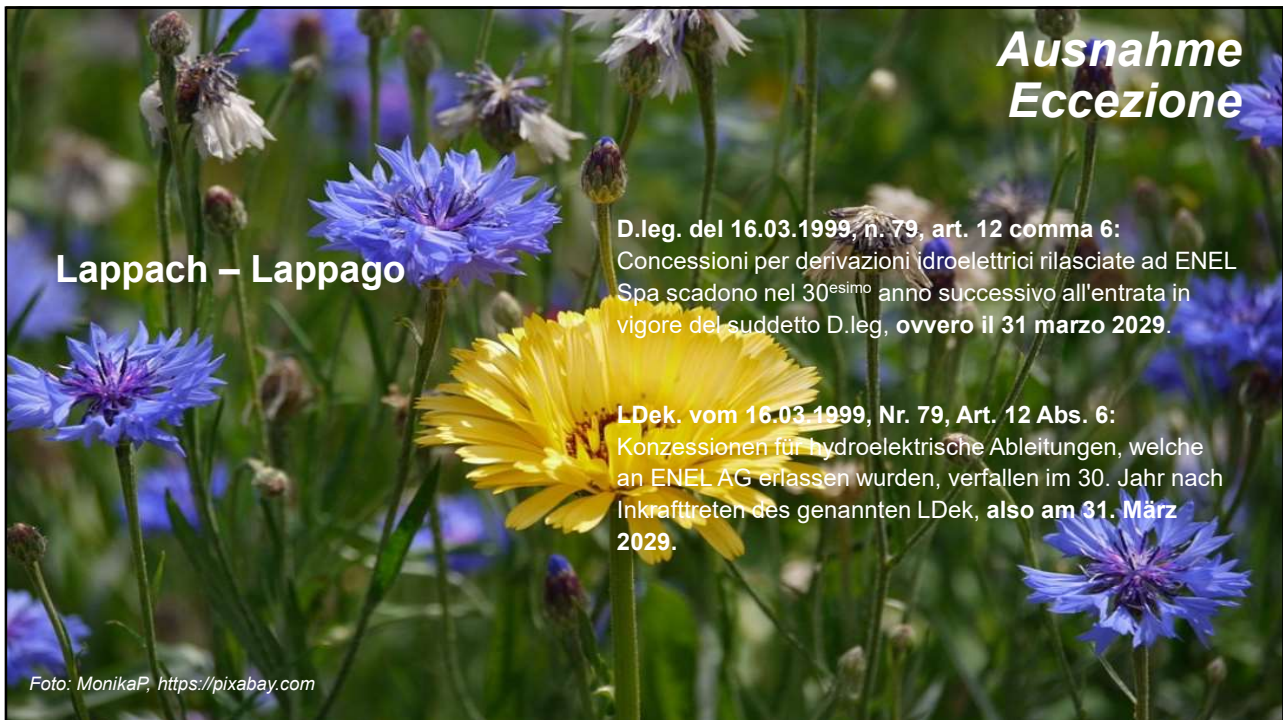 Ausnahme
Eccezione
Lappach – Lappago
D.leg. del 16.03.1999, n. 79, art. 12 comma 6:
Concessioni per derivazioni idroelettrici rilasciate ad ENEL
Spa scadono nel 30esimo anno successivo all'entrata in
vigore del suddetto D.leg, ovvero il 31 marzo 2029.
LDek. vom 16.03.1999, Nr. 79, Art. 12 Abs. 6:
Konzessionen für hydroelektrische Ableitungen, welche
an ENEL AG erlassen wurden, verfallen im 30. Jahr nach
Inkrafttreten des genannten LDek, also am 31. März
2029.
Foto: MonikaP, https://pixabay.com